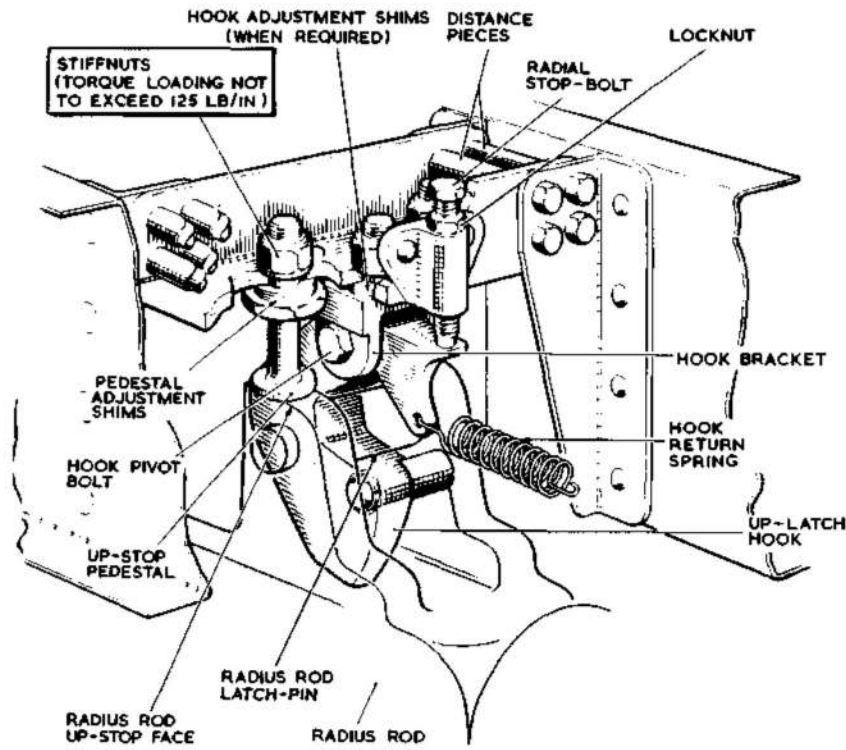 HOOK ADJUSTMENT SHIMS
(WHEN REQUIRED)
DISTANCE
PIECES
LOCKNUT
STIFFNUTS
(TORQUE LOADING NOT
TO EXCEED 125 LB/IN)
RADIAL
STOP-BOLT
PEDESTAL
ADJUSTMENT
SHIMS
HOOK BRACKET
HOOK PIVOT
BOLT
HOOK
RETURN
SPRING
UP-STOP
PEDESTAL
UP-LATCH
HOOK
RADIUS ROD
LATCH-PIN
RADIUS ROD
UP-STOP FACE
RADIUS ROD